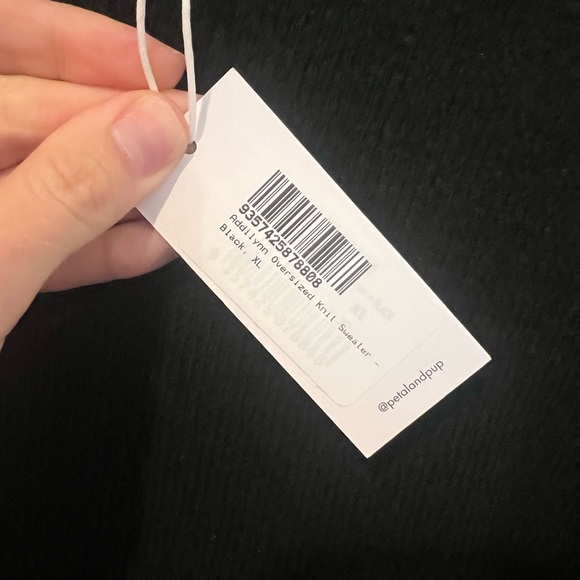 9357425878808
Addilynn Oversized Knit Sweater -
Black, XL
@petalandpup